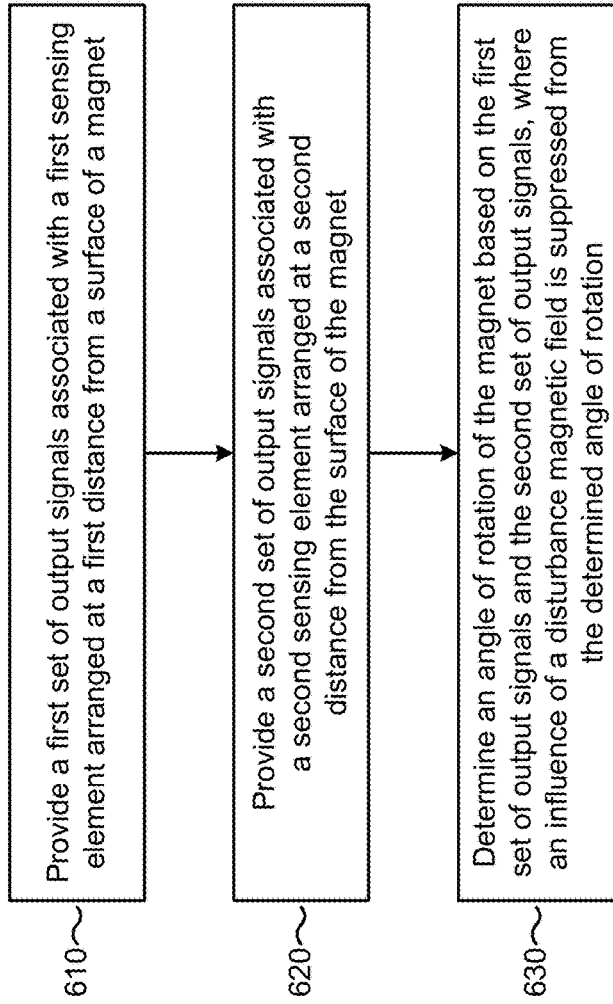 610
Provide a first set of output signals associated with a first sensing
element arranged at a first distance from a surface of a magnet
620
Provide a second set of output signals associated with
a second sensing element arranged at a second
distance from the surface of the magnet
630
Determine an angle of rotation of the magnet based on the first
set of output signals and the second set of output signals, where
an influence of a disturbance magnetic field is suppressed from
the determined angle of rotation